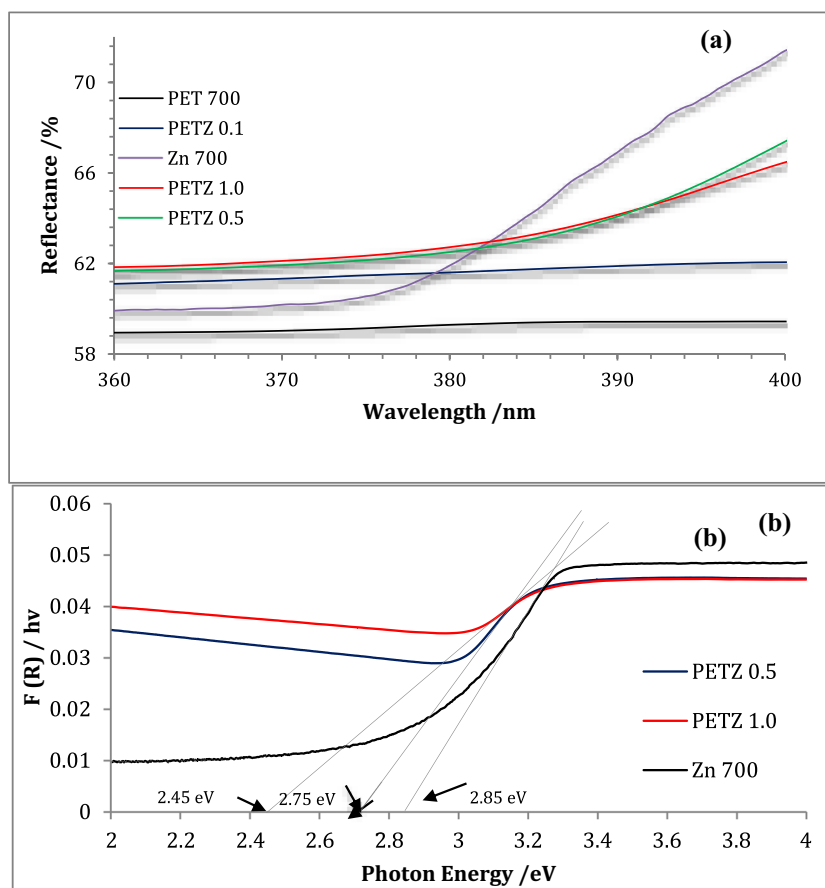 (a)
70
66
62
58
Reflectance /%
PET 700
PETZ 0.1
Zn 700
PETZ 1.0
PETZ 0.5
360 370 380 390 400
Wavelength /nm
(b)
(b)
0.06
0.05
0.04
0.03
0.02
0.01
0
F (R) / hv
PETZ 0.5
PETZ 1.0
Zn 700
2.45 eV 2.75 eV 2.85 eV
2 2.2 2.4 2.6 2.8 3 3.2 3.4 3.6 3.8 4
Photon Energy /eV